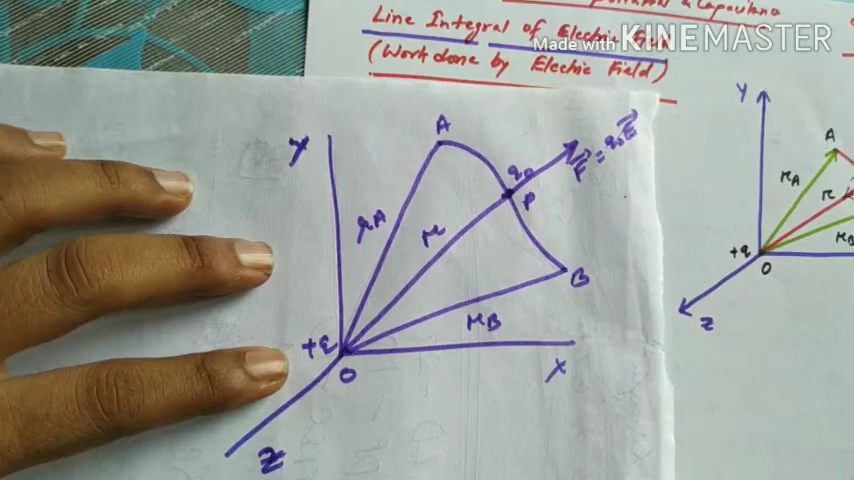 Line Integral of Electric Field
(Work done by Electric Field)
Made with KINEMASTER
Y
A
q₀
F⃗ = q₀E⃗
P
rA
r
B
rB
+q
O
X
Z
Y
A
rA
r
rB
+q
O
Z